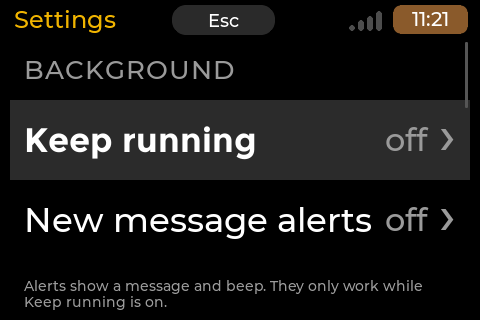 Settings
Esc
11:21
BACKGROUND
Keep running off
New message alerts off
Alerts show a message and beep. They only work while
Keep running is on.